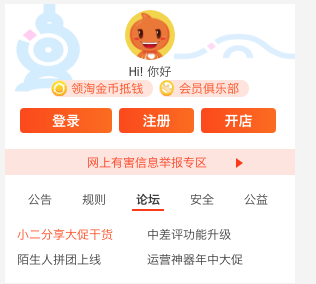 Hi! 你好
领淘金币抵钱 会员俱乐部
登录 注册 开店
网上有害信息举报专区
公告 规则 论坛 安全 公益
小二分享大促干货 中差评功能升级
陌生人拼团上线 运营神器年中大促